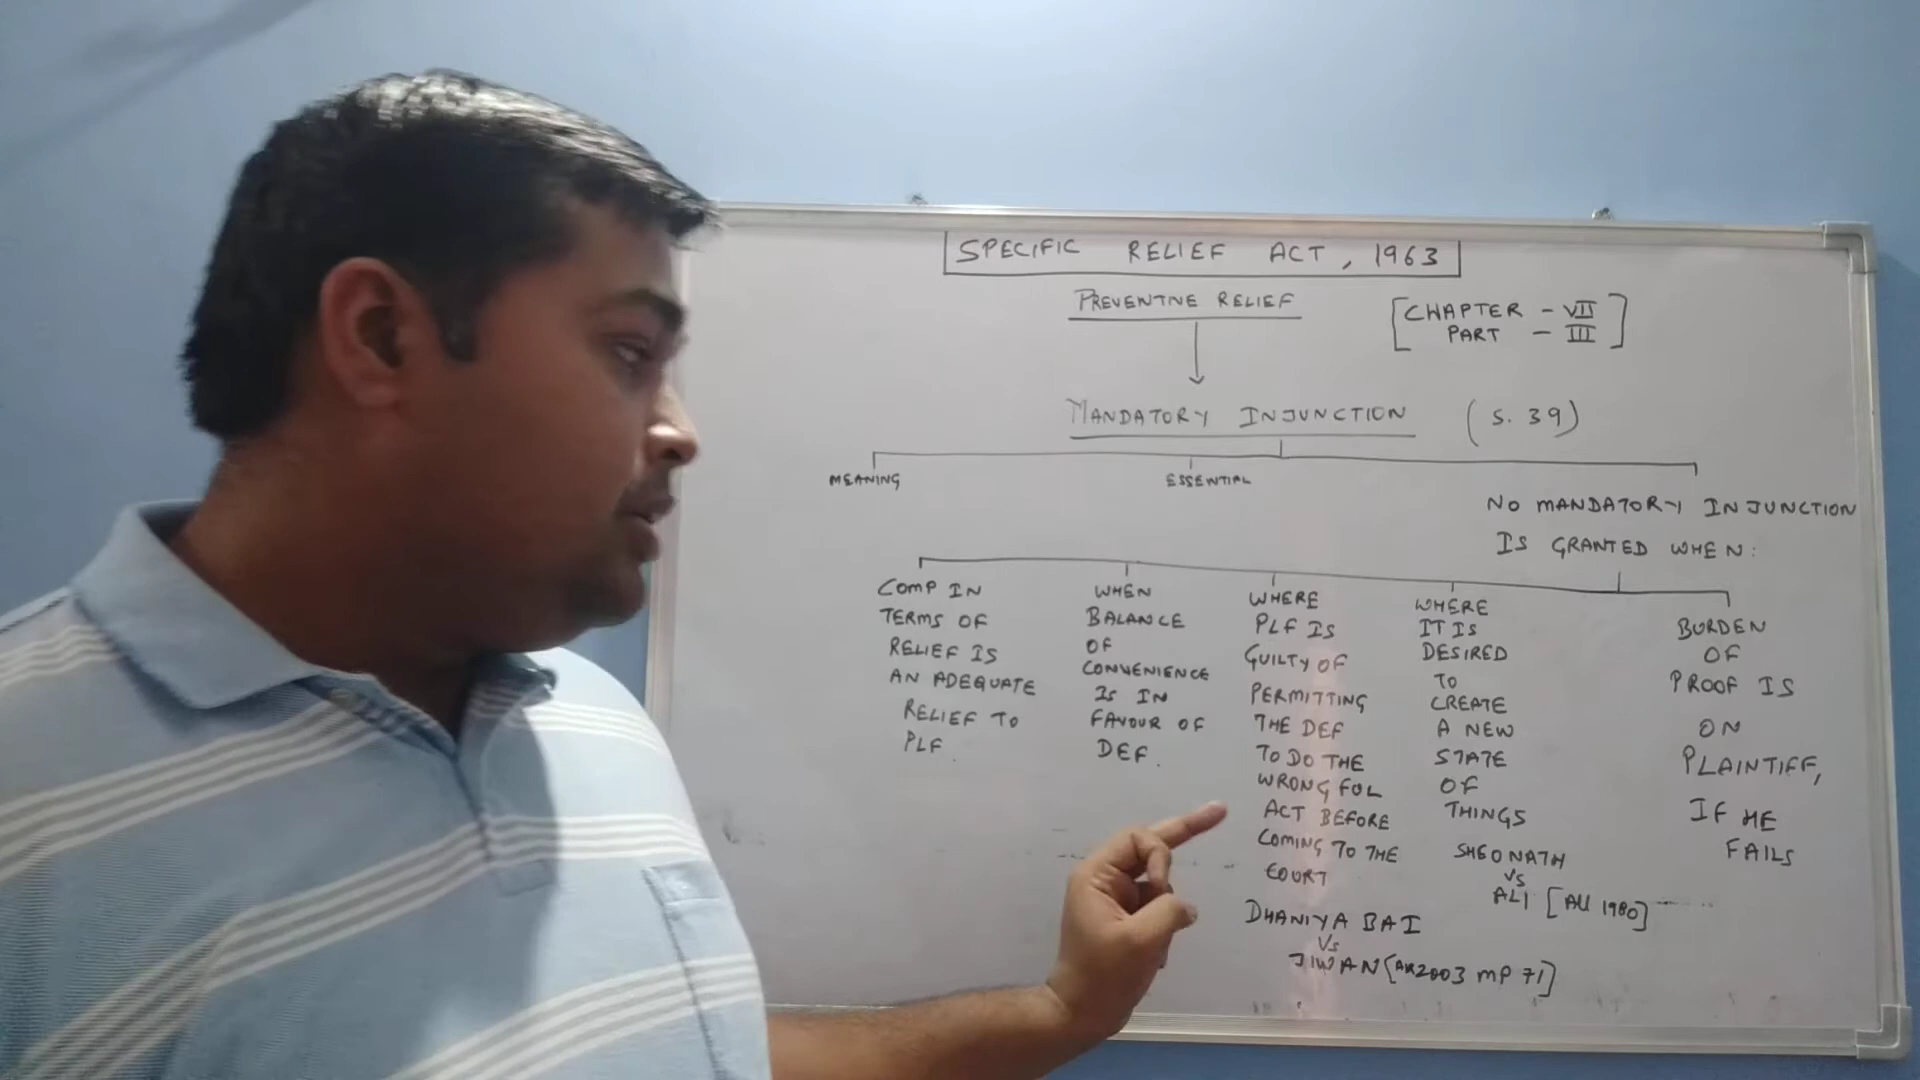 SPECIFIC RELIEF ACT, 1963
PREVENTIVE RELIEF
[CHAPTER - VII
PART - III]
MANDATORY INJUNCTION (S. 39)
MEANING
ESSENTIAL
NO MANDATORY INJUNCTION
IS GRANTED WHEN:
COMP IN
TERMS OF
RELIEF IS
AN ADEQUATE
RELIEF TO
PLF.
WHEN
BALANCE
OF
CONVENIENCE
IS IN
FAVOUR OF
DEF.
WHERE
PLF IS
GUILTY OF
PERMITTING
THE DEF
TO DO THE
WRONGFUL
ACT BEFORE
COMING TO THE
COURT
DHANIYA BAI
VS
JIWAN [AIR2003 MP 71]
WHERE
IT IS
DESIRED
TO
CREATE
A NEW
STATE
OF
THINGS
SHEONATH
VS
ALI [All 1980]
BURDEN
OF
PROOF IS
ON
PLAINTIFF,
IF HE
FAILS